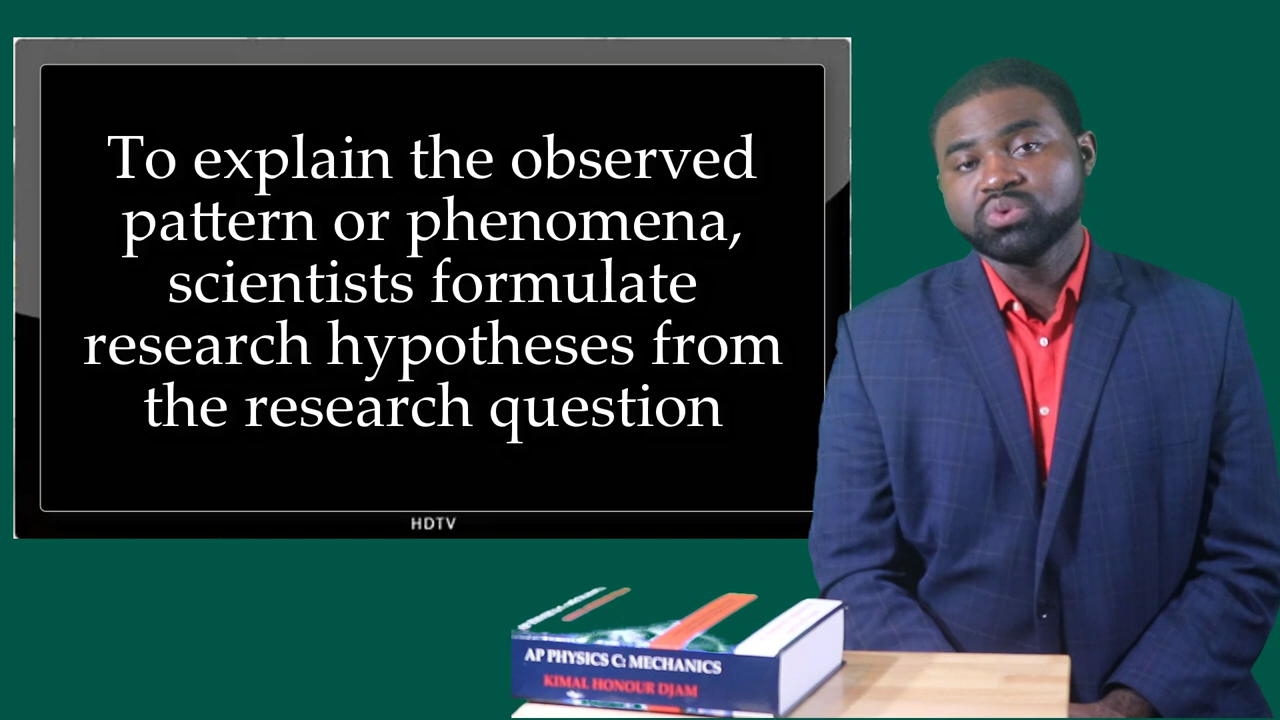 To explain the observed
pattern or phenomena,
scientists formulate
research hypotheses from
the research question
HDTV
AP PHYSICS C: MECHANICS
KIMAL HONOUR DJAM